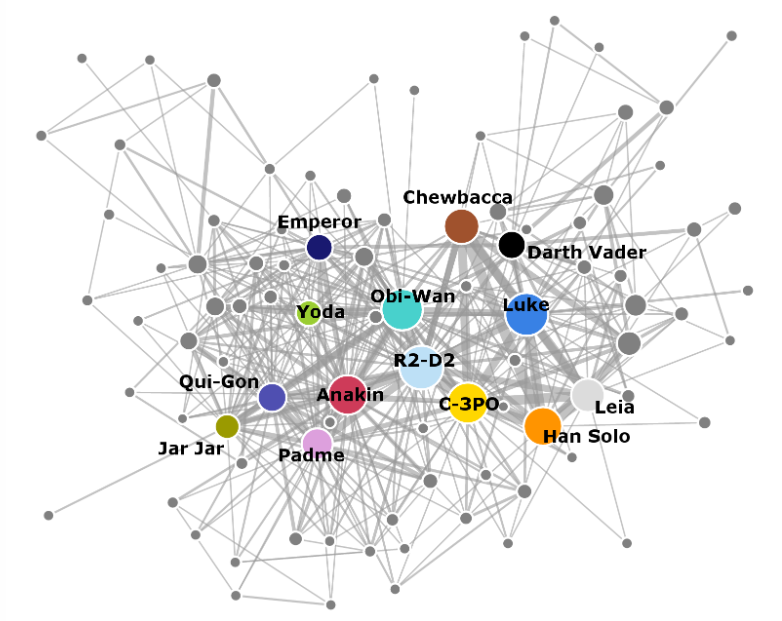 Chewbacca
Emperor
Darth Vader
Obi-Wan
Yoda
Luke
R2-D2
Qui-Gon
Anakin
C-3PO
Leia
Han Solo
Jar Jar
Padme